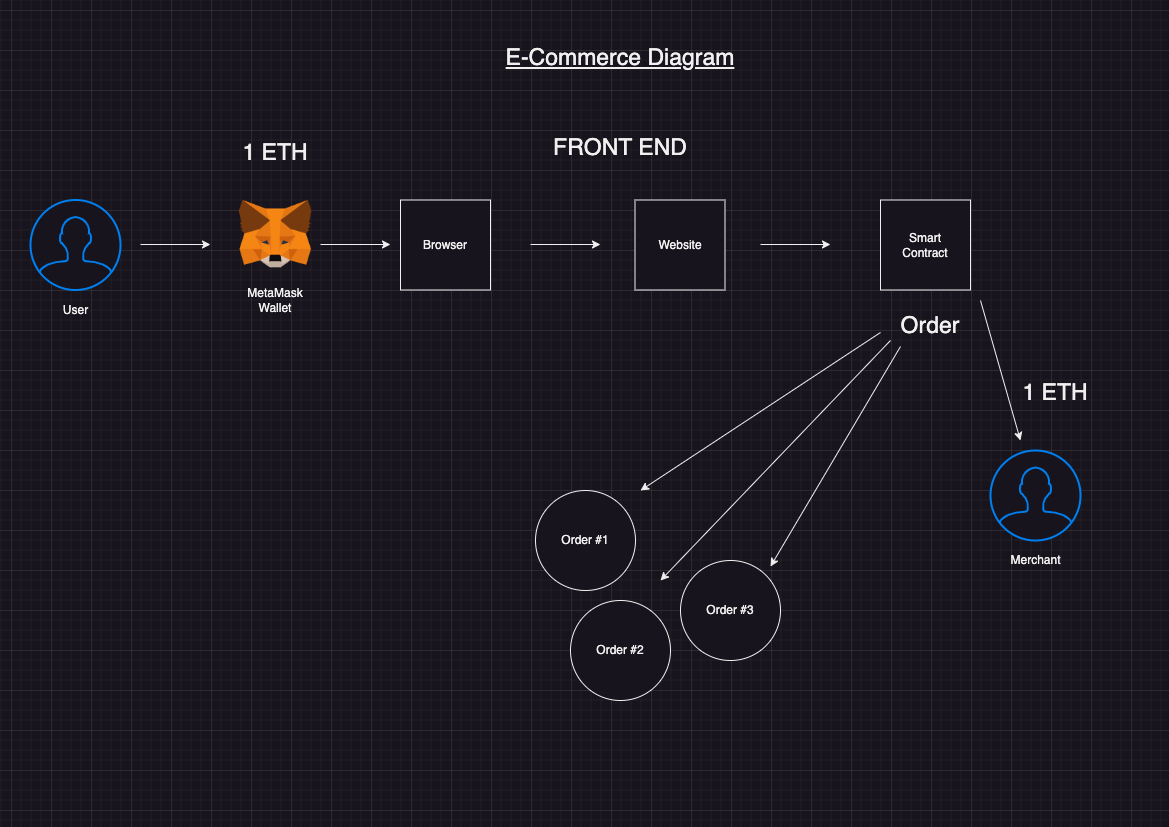 E-Commerce Diagram
1 ETH
FRONT END
User
MetaMask
Wallet
Browser
Website
Smart
Contract
Order
1 ETH
Order #1
Order #2
Order #3
Merchant